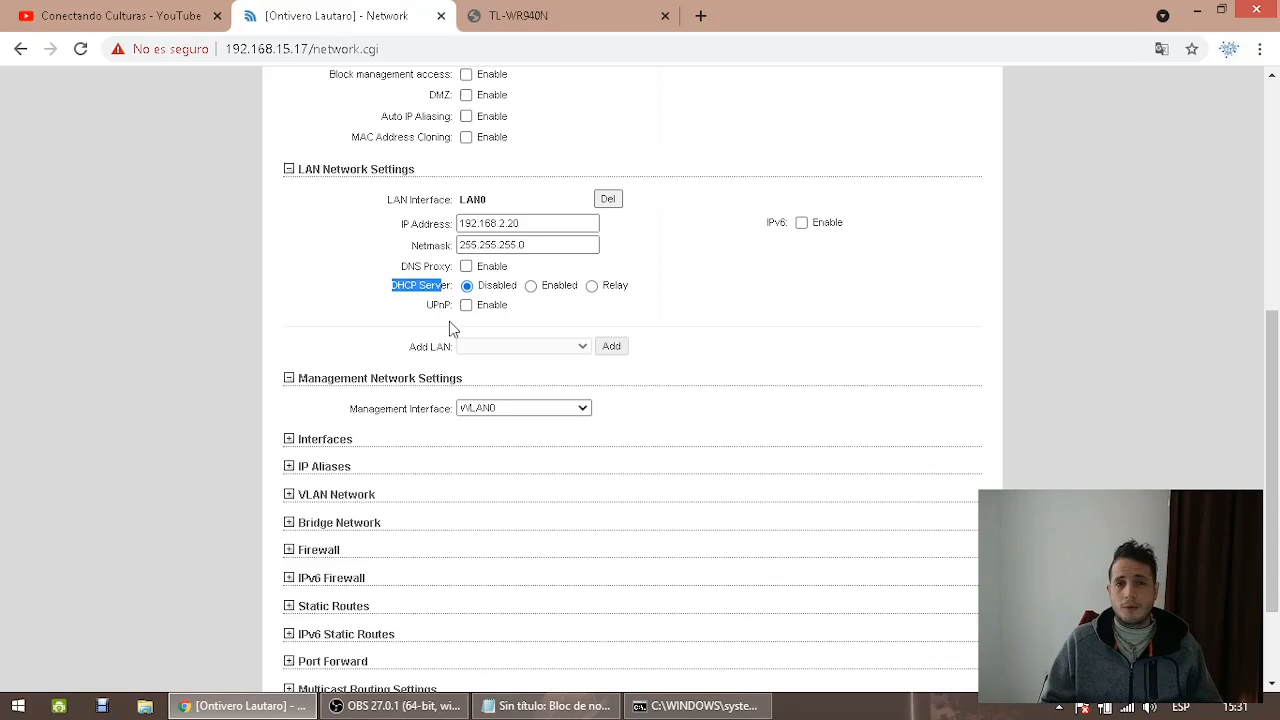 Conectando Culturas - YouTube
[Ontivero Lautaro] - Network
TL-WR940N
No es seguro
192.168.15.17/network.cgi
Block management access: Enable
DMZ: Enable
Auto IP Aliasing: Enable
MAC Address Cloning: Enable
LAN Network Settings
LAN Interface: LAN0 Del
IP Address: 192.168.2.20
IPv6: Enable
Netmask: 255.255.255.0
DNS Proxy: Enable
DHCP Server: Disabled Enabled Relay
UPnP: Enable
Add LAN: Add
Management Network Settings
Management Interface: WLAN0
Interfaces
IP Aliases
VLAN Network
Bridge Network
Firewall
IPv6 Firewall
Static Routes
IPv6 Static Routes
Port Forward
Multicast Routing Settings
[Ontivero Lautaro] - ...
OBS 27.0.1 (64-bit, wi...
Sin título: Bloc de no...
C:\WINDOWS\syste...